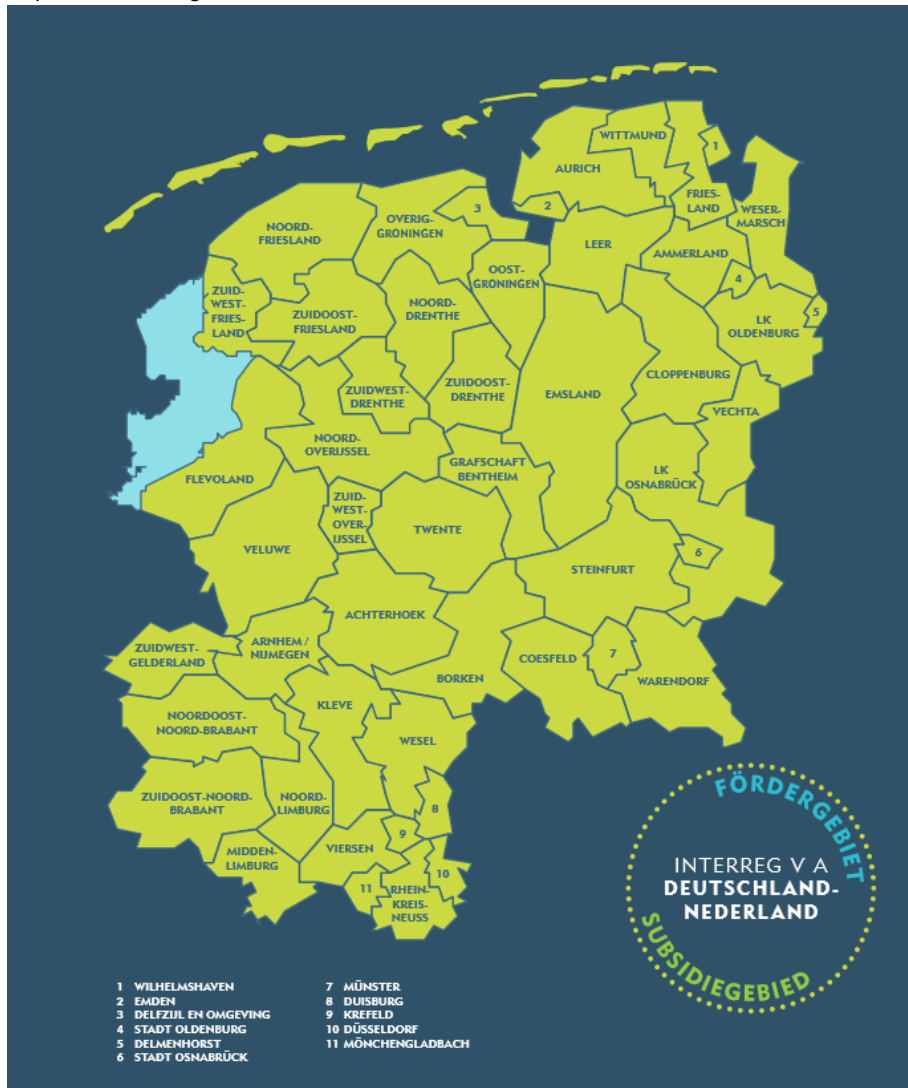 WITTMUND
1
AURICH
FRIES-
LAND
WESER-
MARSCH
2
3
OVERIG-
GRONINGEN
NOORD-
FRIESLAND
LEER
AMMERLAND
OOST-
GRONINGEN
4
ZUID-
WEST-
FRIES-
LAND
NOORD-
DRENTHE
ZUIDOOST-
FRIESLAND
5
LK
OLDENBURG
CLOPPENBURG
ZUIDWEST-
DRENTHE
ZUIDOOST-
DRENTHE
EMSLAND
VECHTA
NOORD-
OVERIJSSEL
GRAFSCHAFT
BENTHEIM
LK
OSNABRÜCK
FLEVOLAND
ZUID-
WEST-
OVER-
IJSSEL
TWENTE
VELUWE
6
STEINFURT
ACHTERHOEK
ARNHEM /
NIJMEGEN
ZUIDWEST-
GELDERLAND
COESFELD
7
WARENDORF
BORKEN
KLEVE
NOORDOOST-
NOORD-BRABANT
WESEL
ZUIDOOST-NOORD-
BRABANT
NOORD-
LIMBURG
8
9
VIERSEN
MIDDEN-
LIMBURG
10
11
RHEIN-
KREIS-
NEUSS
FÖRDERGEBIET
INTERREG V A
DEUTSCHLAND-
NEDERLAND
SUBSIDIEGEBIED
1 WILHELMSHAVEN
2 EMDEN
3 DELFZIJL EN OMGEVING
4 STADT OLDENBURG
5 DELMENHORST
6 STADT OSNABRÜCK
7 MÜNSTER
8 DUISBURG
9 KREFELD
10 DÜSSELDORF
11 MÖNCHENGLADBACH